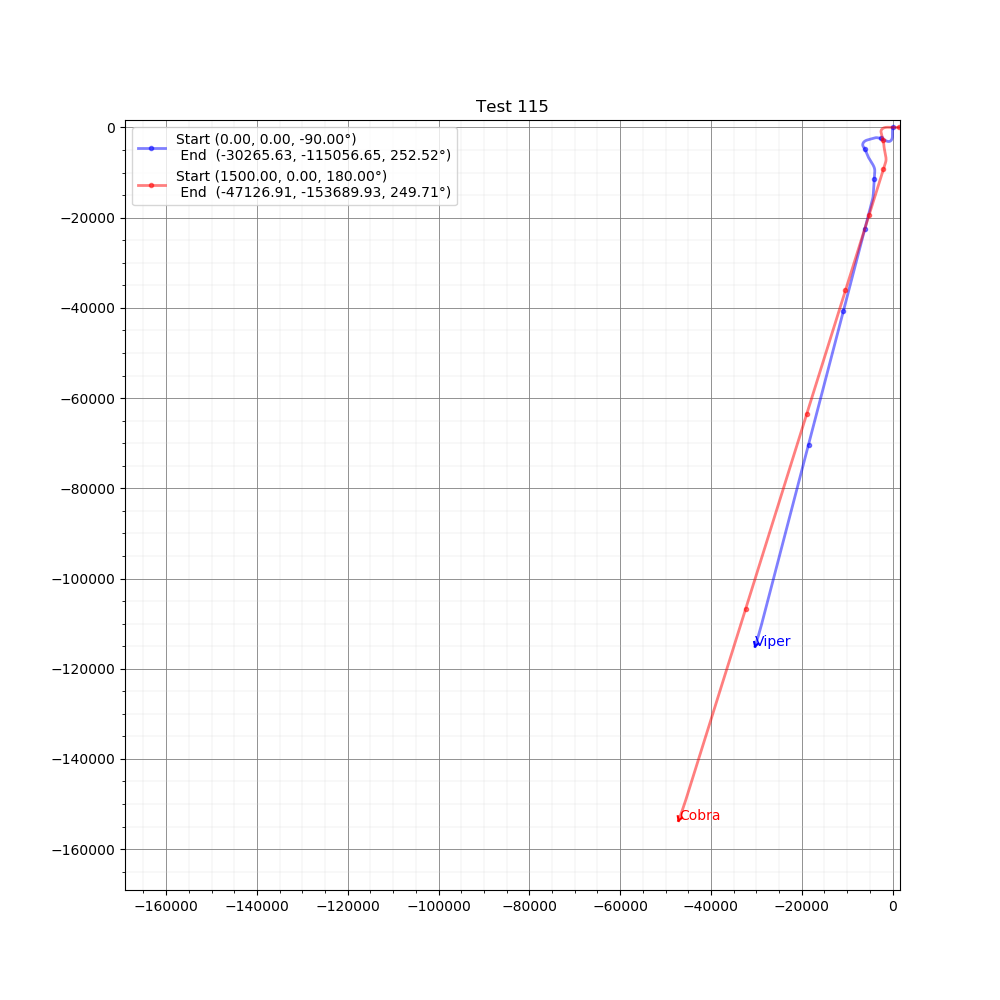 Test 115
Start (0.00, 0.00, -90.00°)
End  (-30265.63, -115056.65, 252.52°)
Start (1500.00, 0.00, 180.00°)
End  (-47126.91, -153689.93, 249.71°)
0
−20000
−40000
−60000
−80000
−100000
−120000
−140000
−160000
Viper
Cobra
−160000 −140000 −120000 −100000 −80000 −60000 −40000 −20000 0